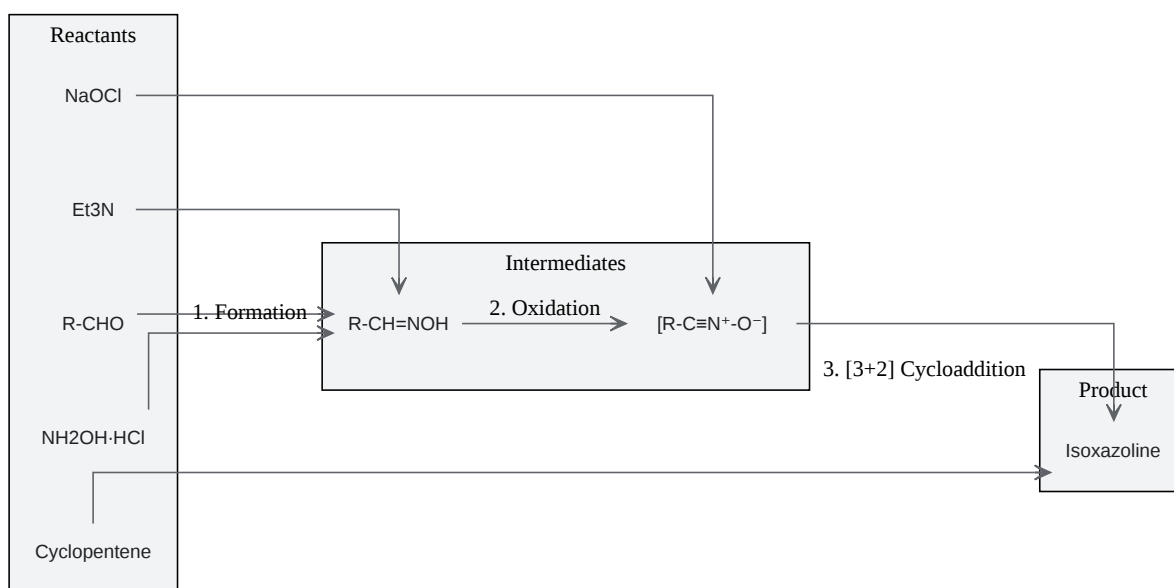 Reactants
NaOCl
Et3N
Intermediates
R-CHO
1. Formation
R-CH=NOH
2. Oxidation
[R-C≡N⁺-O⁻]
3. [3+2] Cycloaddition
Product
NH2OH·HCl
Isoxazoline
Cyclopentene